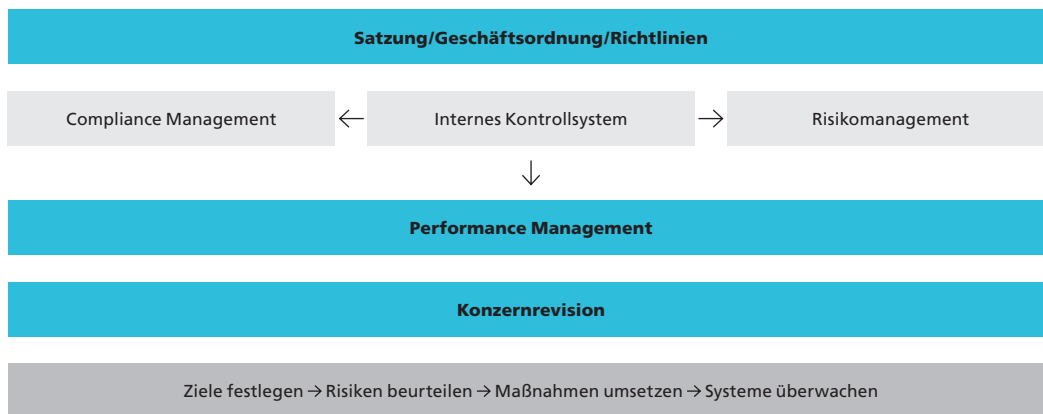 Satzung/Geschäftsordnung/Richtlinien
Compliance Management ← Internes Kontrollsystem → Risikomanagement
↓
Performance Management
Konzernrevision
Ziele festlegen → Risiken beurteilen → Maßnahmen umsetzen → Systeme überwachen